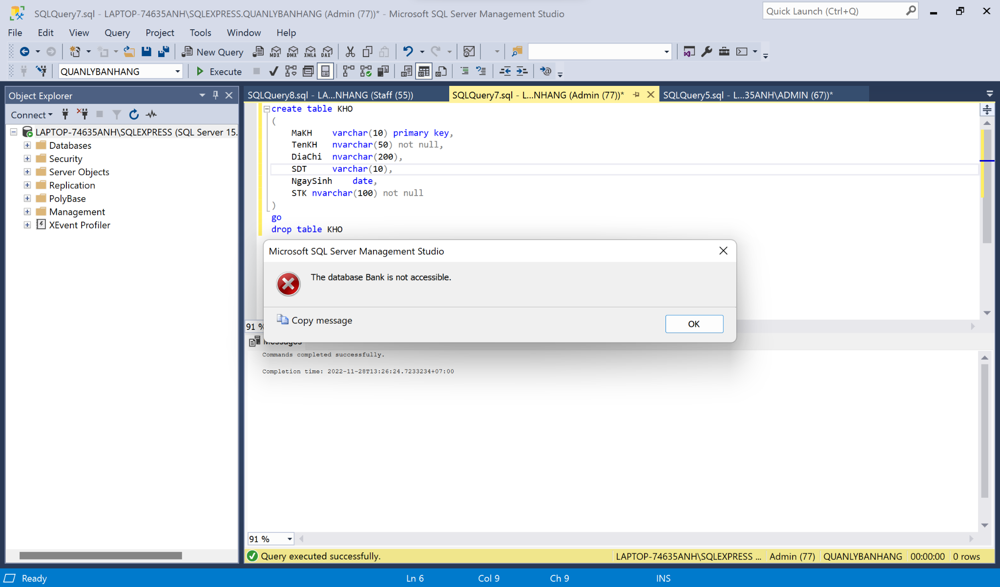 SQLQuery7.sql - LAPTOP-74635ANH\SQLEXPRESS.QUANLYBANHANG (Admin (77))* - Microsoft SQL Server Management Studio
Quick Launch (Ctrl+Q)
File Edit View Query Project Tools Window Help
New Query MDX DMX XMLA DAX
QUANLYBANHANG Execute
Object Explorer
Connect
LAPTOP-74635ANH\SQLEXPRESS (SQL Server 15.
Databases
Security
Server Objects
Replication
PolyBase
Management
XEvent Profiler
SQLQuery8.sql - LA...NHANG (Staff (55)) SQLQuery7.sql - L...NHANG (Admin (77))* SQLQuery5.sql - L...35ANH\ADMIN (67))*
create table KHO
(
MaKH varchar(10) primary key,
TenKH nvarchar(50) not null,
DiaChi nvarchar(200),
SDT varchar(10),
NgaySinh date,
STK nvarchar(100) not null
)
go
drop table KHO
Microsoft SQL Server Management Studio
The database Bank is not accessible.
Copy message
OK
91 %
Messages
Commands completed successfully.
Completion time: 2022-11-28T13:26:24.7233234+07:00
91 %
Query executed successfully. LAPTOP-74635ANH\SQLEXPRESS ... Admin (77) QUANLYBANHANG 00:00:00 0 rows
Ready Ln 6 Col 9 Ch 9 INS